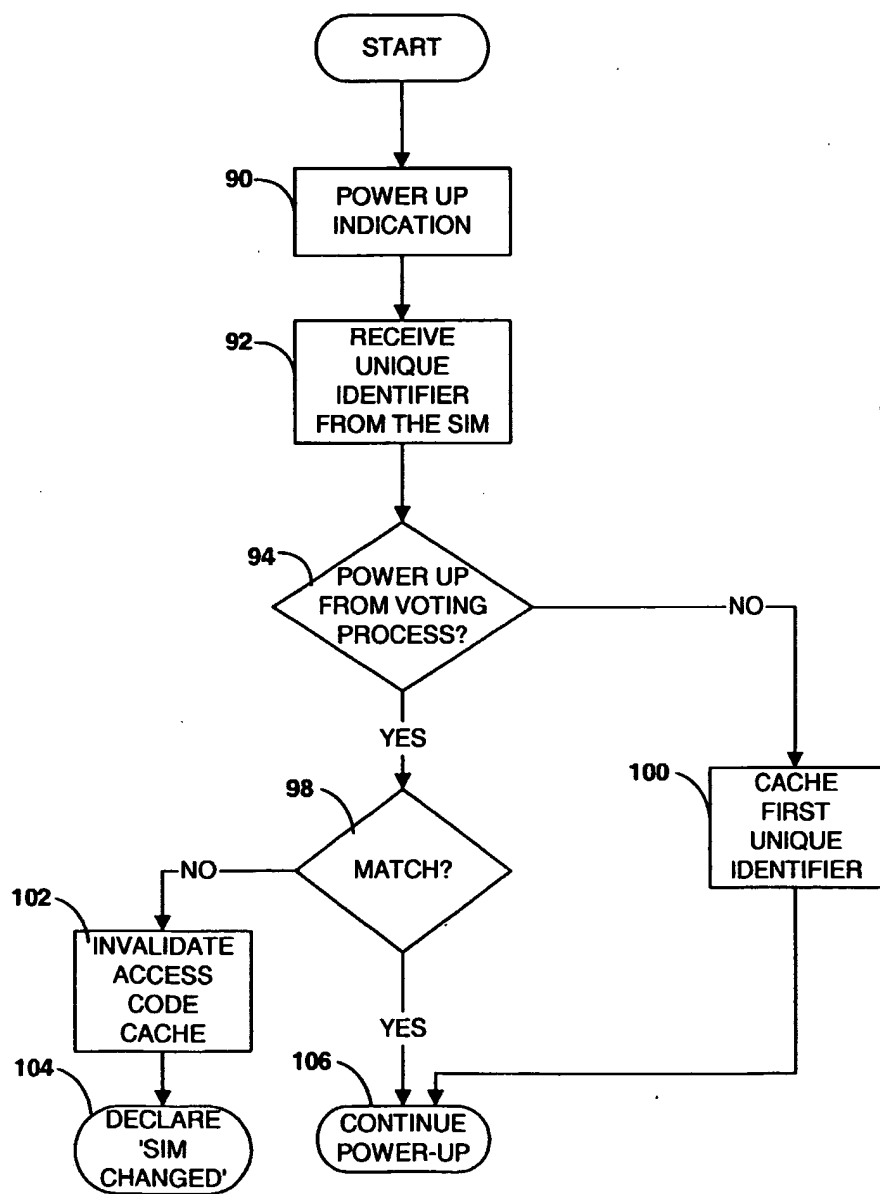 START
90
POWER UP
INDICATION
92
RECEIVE
UNIQUE
IDENTIFIER
FROM THE SIM
94
POWER UP
FROM VOTING
PROCESS?
NO
YES
98
MATCH?
100
CACHE
FIRST
UNIQUE
IDENTIFIER
NO
102
INVALIDATE
ACCESS
CODE
CACHE
YES
104
DECLARE
'SIM
CHANGED'
106
CONTINUE
POWER-UP